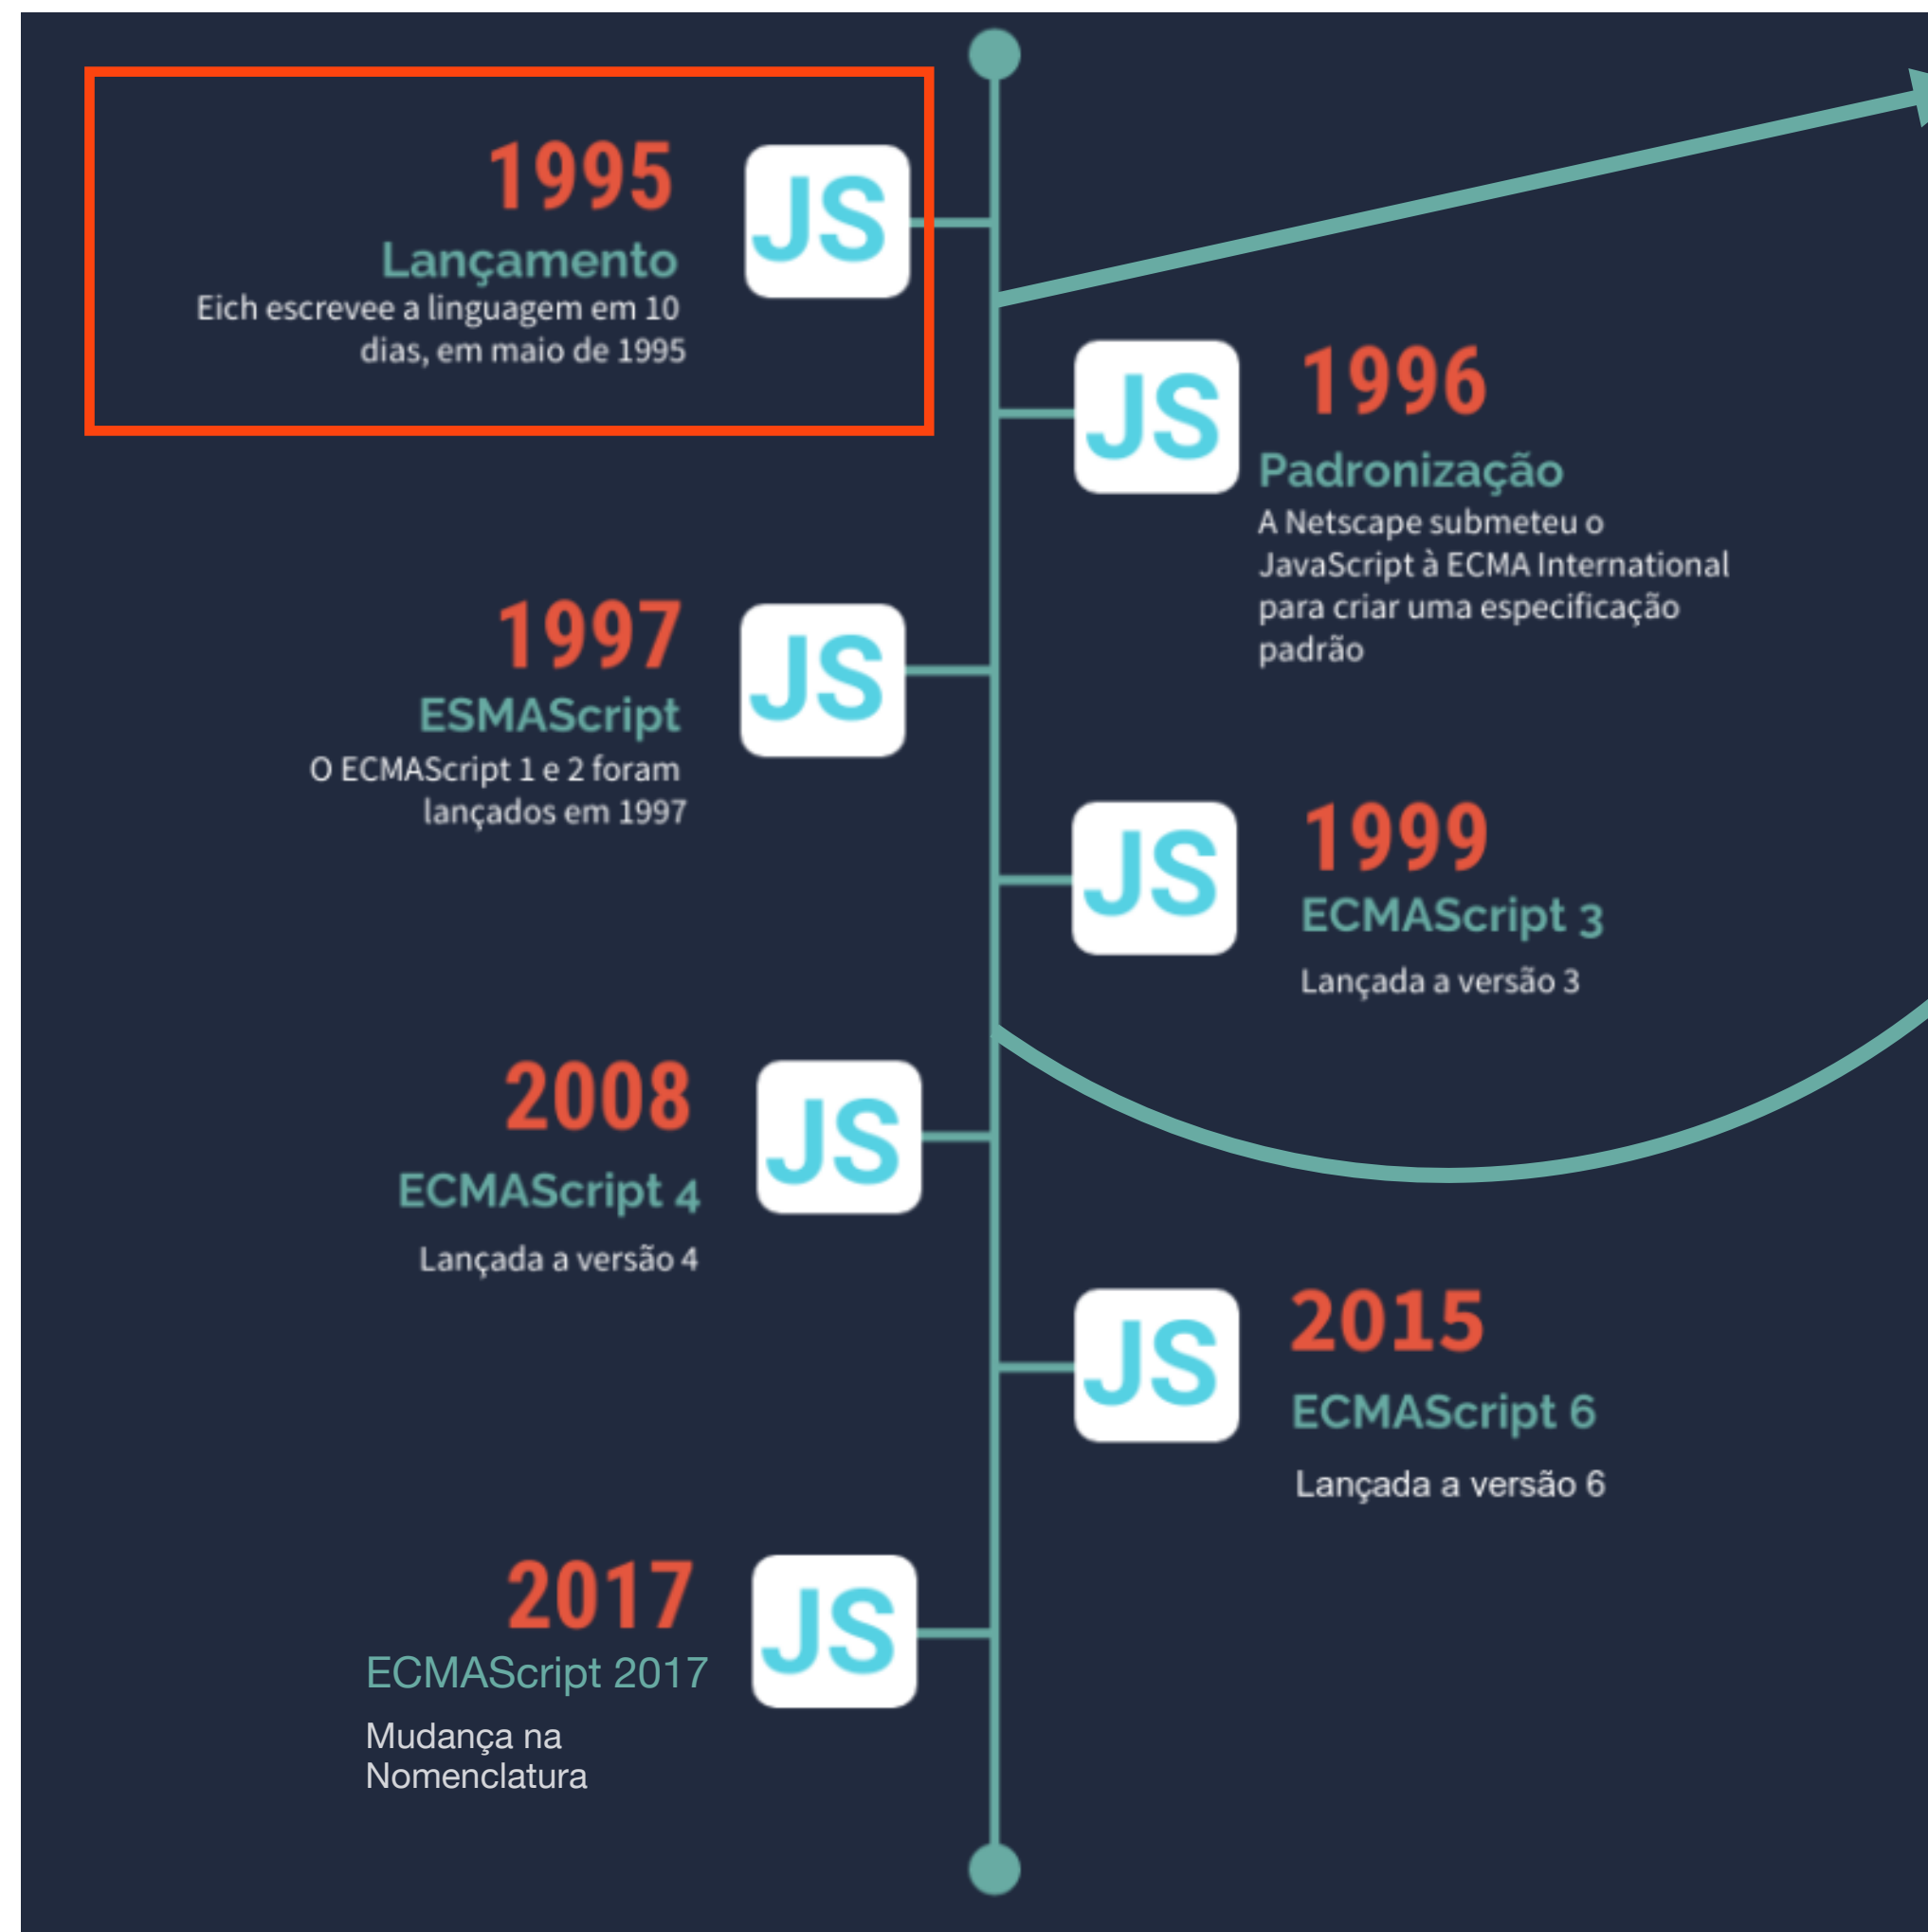 1995
JS
Lançamento
Eich escrevee a linguagem em 10
dias, em maio de 1995
JS
1996
Padronização
A Netscape submeteu o
JavaScript à ECMA International
para criar uma especificação
padrão
1997
JS
ESMAScript
O ECMAScript 1 e 2 foram
lançados em 1997
JS
1999
ECMAScript 3
Lançada a versão 3
2008
JS
ECMAScript 4
Lançada a versão 4
JS
2015
ECMAScript 6
Lançada a versão 6
2017
JS
ECMAScript 2017
Mudança na
Nomenclatura